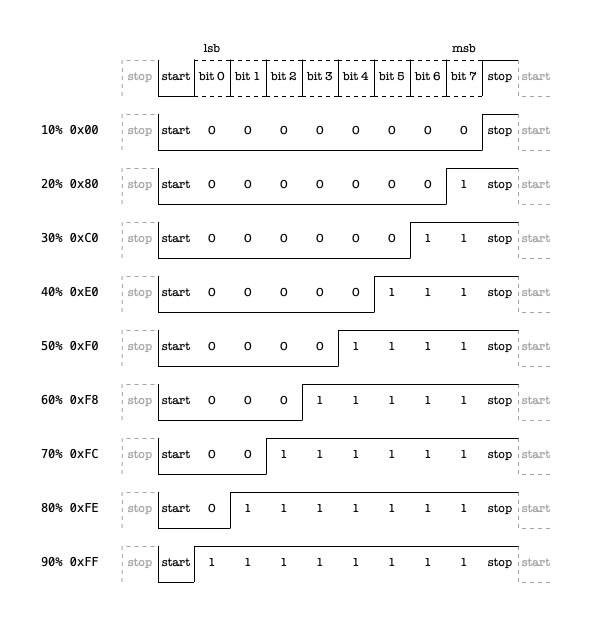 lsb msb
stop start bit 0 bit 1 bit 2 bit 3 bit 4 bit 5 bit 6 bit 7 stop start
10% 0x00 stop start 0 0 0 0 0 0 0 0 stop start
20% 0x80 stop start 0 0 0 0 0 0 0 1 stop start
30% 0xC0 stop start 0 0 0 0 0 0 1 1 stop start
40% 0xE0 stop start 0 0 0 0 0 1 1 1 stop start
50% 0xF0 stop start 0 0 0 0 1 1 1 1 stop start
60% 0xF8 stop start 0 0 0 1 1 1 1 1 stop start
70% 0xFC stop start 0 0 1 1 1 1 1 1 stop start
80% 0xFE stop start 0 1 1 1 1 1 1 1 stop start
90% 0xFF stop start 1 1 1 1 1 1 1 1 stop start